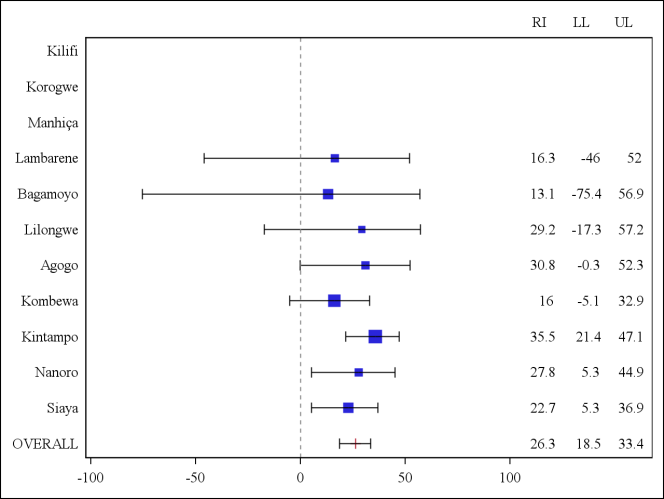 RI LL UL
Kilifi
Korogwe
Manhiça
Lambarene 16.3 -46 52
Bagamoyo 13.1 -75.4 56.9
Lilongwe 29.2 -17.3 57.2
Agogo 30.8 -0.3 52.3
Kombewa 16 -5.1 32.9
Kintampo 35.5 21.4 47.1
Nanoro 27.8 5.3 44.9
Siaya 22.7 5.3 36.9
OVERALL 26.3 18.5 33.4
-100 -50 0 50 100